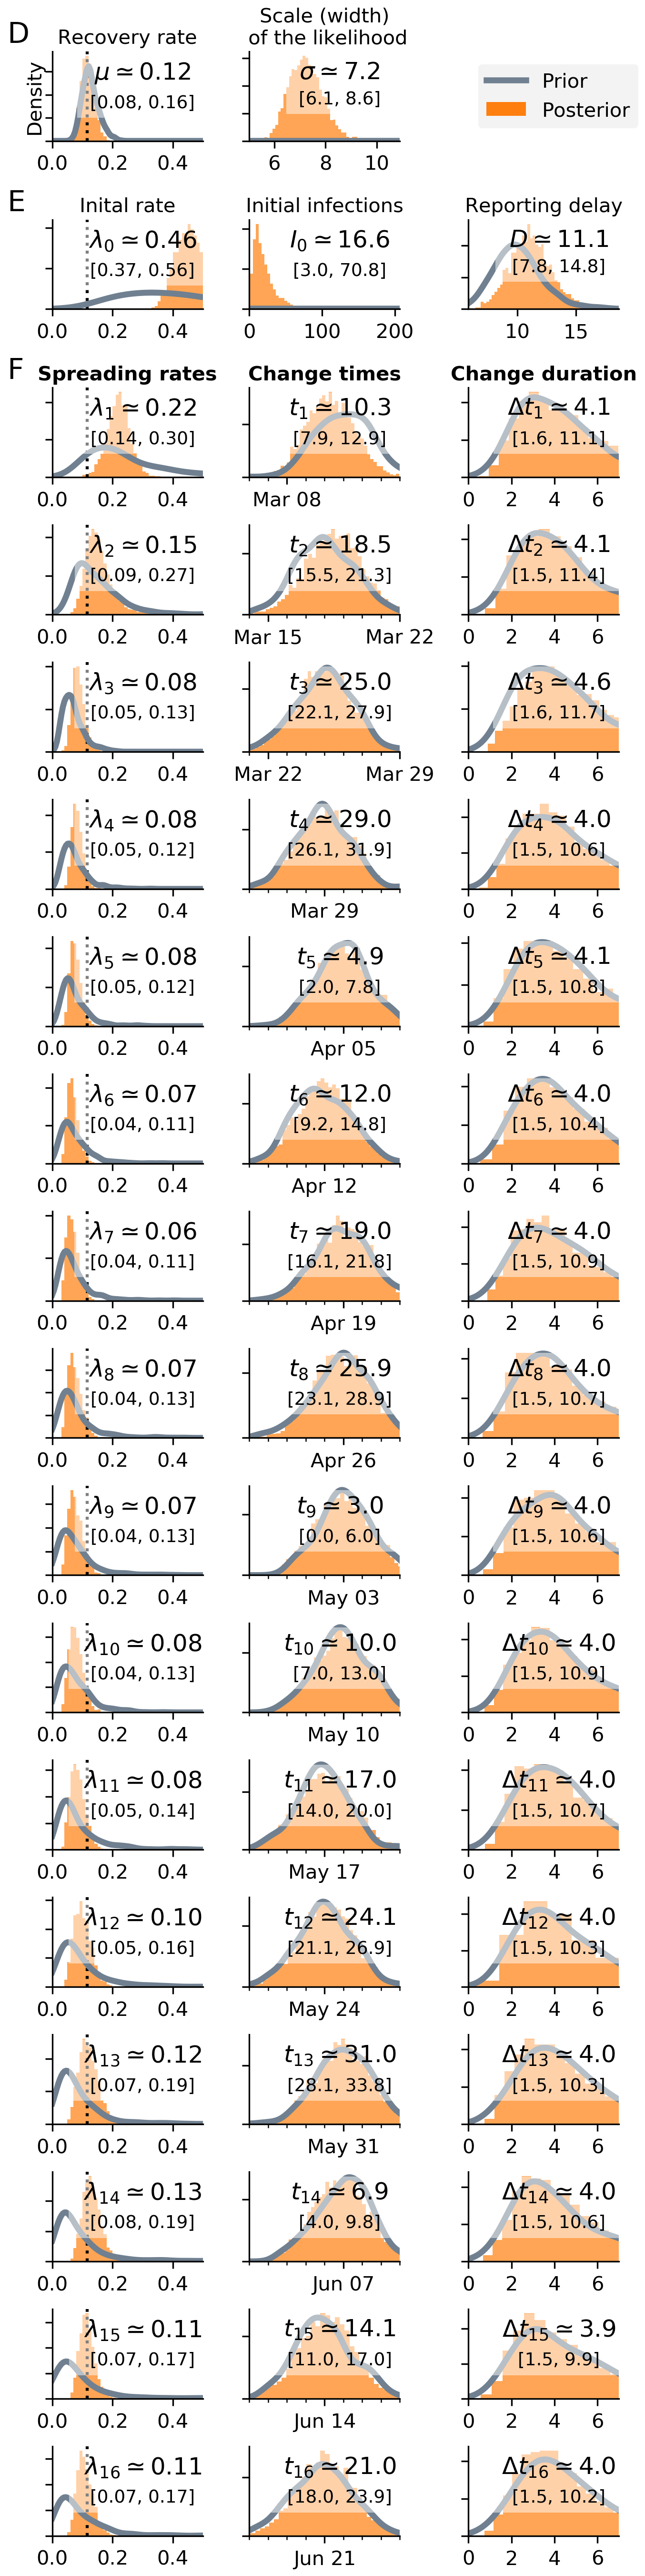 D
Recovery rate
Scale (width)
of the likelihood
Density
μ ≃ 0.12
[0.08, 0.16]
σ ≃ 7.2
[6.1, 8.6]
Prior
Posterior
0.0 0.2 0.4
6 8 10
E
Inital rate
Initial infections
Reporting delay
λ0 ≃ 0.46
[0.37, 0.56]
I0 ≃ 16.6
[3.0, 70.8]
D ≃ 11.1
[7.8, 14.8]
0.0 0.2 0.4
0 100 200
10 15
F
Spreading rates
Change times
Change duration
λ1 ≃ 0.22
[0.14, 0.30]
t1 ≃ 10.3
[7.9, 12.9]
Δt1 ≃ 4.1
[1.6, 11.1]
0.0 0.2 0.4
Mar 08
0 2 4 6
λ2 ≃ 0.15
[0.09, 0.27]
t2 ≃ 18.5
[15.5, 21.3]
Δt2 ≃ 4.1
[1.5, 11.4]
0.0 0.2 0.4
Mar 15 Mar 22
0 2 4 6
λ3 ≃ 0.08
[0.05, 0.13]
t3 ≃ 25.0
[22.1, 27.9]
Δt3 ≃ 4.6
[1.6, 11.7]
0.0 0.2 0.4
Mar 22 Mar 29
0 2 4 6
λ4 ≃ 0.08
[0.05, 0.12]
t4 ≃ 29.0
[26.1, 31.9]
Δt4 ≃ 4.0
[1.5, 10.6]
0.0 0.2 0.4
Mar 29
0 2 4 6
λ5 ≃ 0.08
[0.05, 0.12]
t5 ≃ 4.9
[2.0, 7.8]
Δt5 ≃ 4.1
[1.5, 10.8]
0.0 0.2 0.4
Apr 05
0 2 4 6
λ6 ≃ 0.07
[0.04, 0.11]
t6 ≃ 12.0
[9.2, 14.8]
Δt6 ≃ 4.0
[1.5, 10.4]
0.0 0.2 0.4
Apr 12
0 2 4 6
λ7 ≃ 0.06
[0.04, 0.11]
t7 ≃ 19.0
[16.1, 21.8]
Δt7 ≃ 4.0
[1.5, 10.9]
0.0 0.2 0.4
Apr 19
0 2 4 6
λ8 ≃ 0.07
[0.04, 0.13]
t8 ≃ 25.9
[23.1, 28.9]
Δt8 ≃ 4.0
[1.5, 10.7]
0.0 0.2 0.4
Apr 26
0 2 4 6
λ9 ≃ 0.07
[0.04, 0.13]
t9 ≃ 3.0
[0.0, 6.0]
Δt9 ≃ 4.0
[1.5, 10.6]
0.0 0.2 0.4
May 03
0 2 4 6
λ10 ≃ 0.08
[0.04, 0.13]
t10 ≃ 10.0
[7.0, 13.0]
Δt10 ≃ 4.0
[1.5, 10.9]
0.0 0.2 0.4
May 10
0 2 4 6
λ11 ≃ 0.08
[0.05, 0.14]
t11 ≃ 17.0
[14.0, 20.0]
Δt11 ≃ 4.0
[1.5, 10.7]
0.0 0.2 0.4
May 17
0 2 4 6
λ12 ≃ 0.10
[0.05, 0.16]
t12 ≃ 24.1
[21.1, 26.9]
Δt12 ≃ 4.0
[1.5, 10.3]
0.0 0.2 0.4
May 24
0 2 4 6
λ13 ≃ 0.12
[0.07, 0.19]
t13 ≃ 31.0
[28.1, 33.8]
Δt13 ≃ 4.0
[1.5, 10.3]
0.0 0.2 0.4
May 31
0 2 4 6
λ14 ≃ 0.13
[0.08, 0.19]
t14 ≃ 6.9
[4.0, 9.8]
Δt14 ≃ 4.0
[1.5, 10.6]
0.0 0.2 0.4
Jun 07
0 2 4 6
λ15 ≃ 0.11
[0.07, 0.17]
t15 ≃ 14.1
[11.0, 17.0]
Δt15 ≃ 3.9
[1.5, 9.9]
0.0 0.2 0.4
Jun 14
0 2 4 6
λ16 ≃ 0.11
[0.07, 0.17]
t16 ≃ 21.0
[18.0, 23.9]
Δt16 ≃ 4.0
[1.5, 10.2]
0.0 0.2 0.4
Jun 21
0 2 4 6